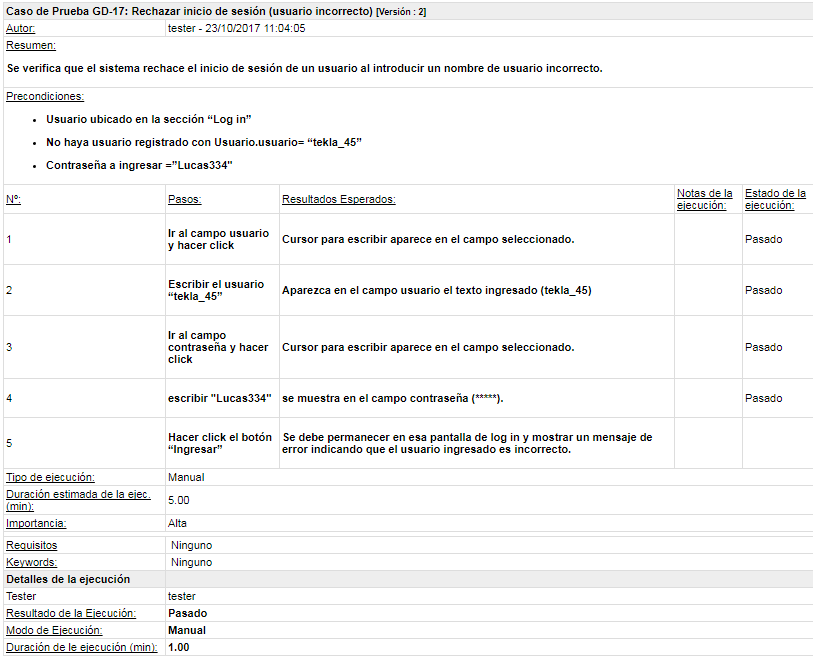 Caso de Prueba GD-17: Rechazar inicio de sesión (usuario incorrecto) [Versión : 2]
Autor: tester - 23/10/2017 11:04:05
Resumen:
Se verifica que el sistema rechace el inicio de sesión de un usuario al introducir un nombre de usuario incorrecto.
Precondiciones:
• Usuario ubicado en la sección “Log in”
• No haya usuario registrado con Usuario.usuario= “tekla_45”
• Contraseña a ingresar =”Lucas334"
Nº: Pasos: Resultados Esperados: Notas de la ejecución: Estado de la ejecución:
1 Ir al campo usuario y hacer click Cursor para escribir aparece en el campo seleccionado. Pasado
2 Escribir el usuario “tekla_45” Aparezca en el campo usuario el texto ingresado (tekla_45) Pasado
3 Ir al campo contraseña y hacer click Cursor para escribir aparece en el campo seleccionado. Pasado
4 escribir "Lucas334" se muestra en el campo contraseña (*****). Pasado
5 Hacer click el botón “Ingresar” Se debe permanecer en esa pantalla de log in y mostrar un mensaje de error indicando que el usuario ingresado es incorrecto.
Tipo de ejecución: Manual
Duración estimada de la ejec. (min): 5.00
Importancia: Alta
Requisitos Ninguno
Keywords: Ninguno
Detalles de la ejecución
Tester tester
Resultado de la Ejecución: Pasado
Modo de Ejecución: Manual
Duración de le ejecución (min): 1.00